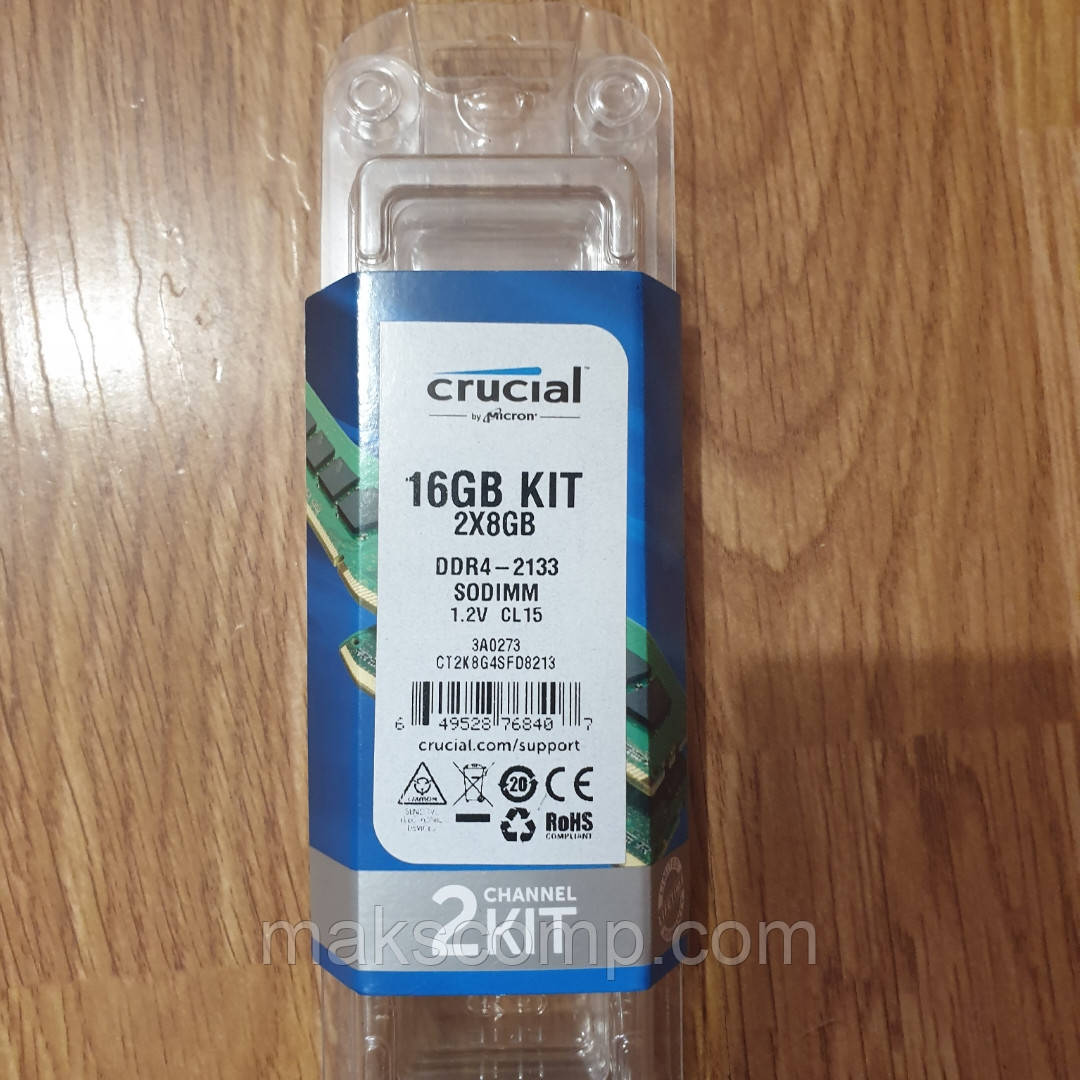 crucial™
by Micron®
16GB KIT
2X8GB
DDR4-2133
SODIMM
1.2V CL15
3A0273
CT2K8G4SFD8213
6 49528 76840 7
crucial.com/support
20
CE
RoHS
COMPLIANT
2 CHANNEL
KIT
makscomp.com